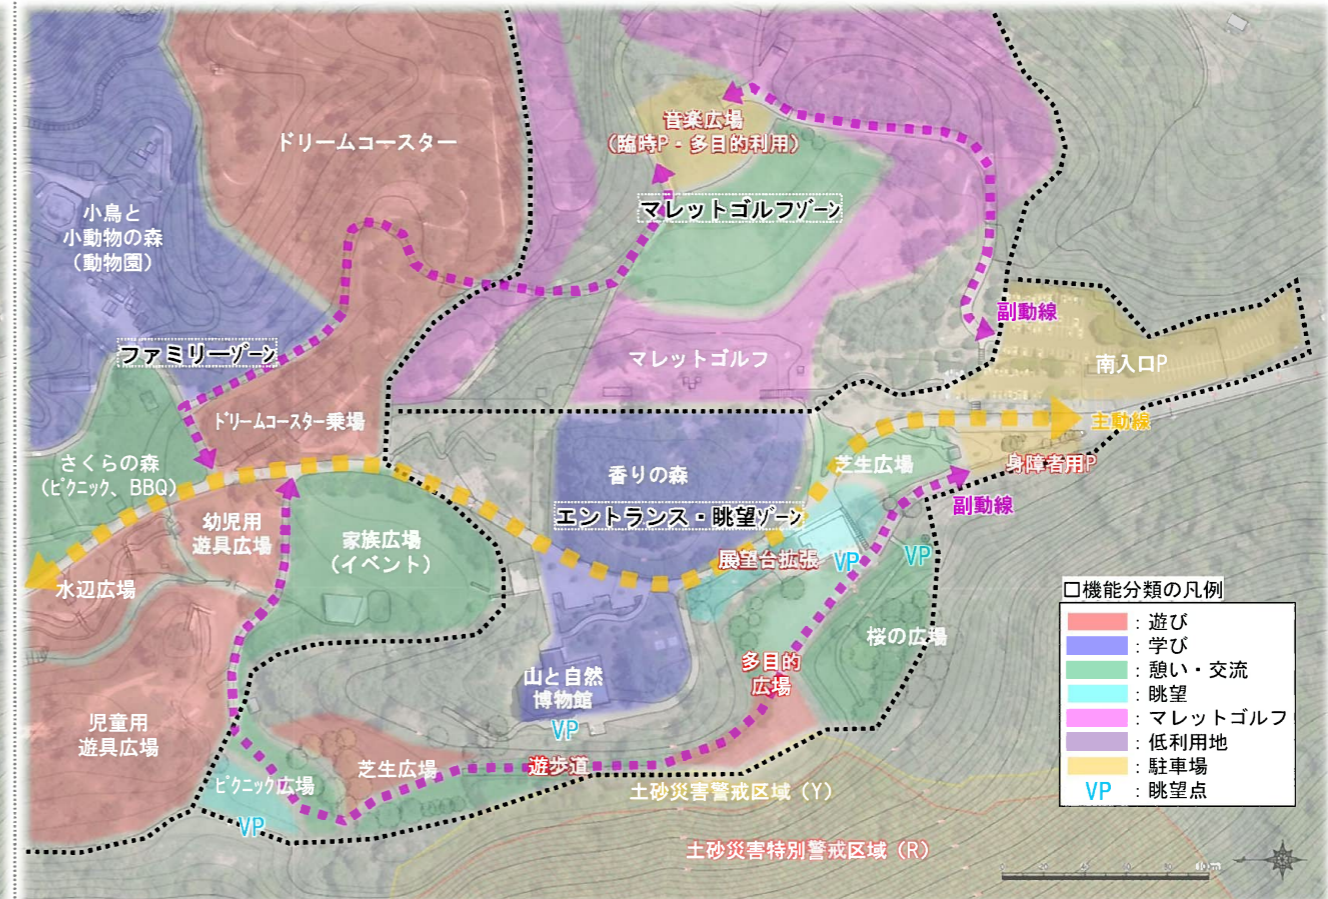 ドリームコースター
音楽広場
（臨時P・多目的利用）
小鳥と
小動物の森
（動物園）
マレットゴルフゾーン
副動線
ファミリーゾーン
マレットゴルフ
南入口P
ドリームコースター乗場
主動線
さくらの森
（ピクニック、BBQ）
香りの森
芝生広場
身障者用P
副動線
幼児用
遊具広場
家族広場
（イベント）
エントランス・眺望ゾーン
展望台拡張
VP
VP
水辺広場
桜の広場
多目的
広場
山と自然
博物館
VP
児童用
遊具広場
芝生広場
遊歩道
ピクニック広場
VP
土砂災害警戒区域（Y）
土砂災害特別警戒区域（R）
□機能分類の凡例
：遊び
：学び
：憩い・交流
：眺望
：マレットゴルフ
：低利用地
：駐車場
VP ：眺望点